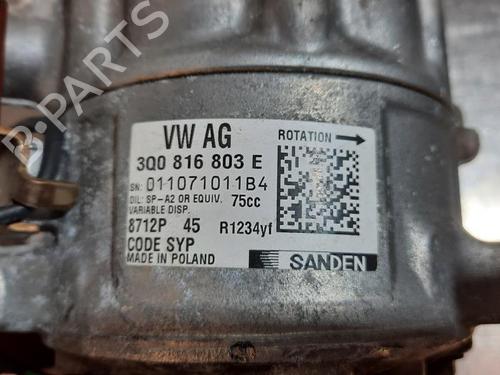 B-PARTS
VW AG
ROTATION
3Q0 816 803 E
SN: 011071011B4
OIL: SP-A2 OR EQUIV. 75cc
VARIABLE DISP.
8712P 45 R1234yf
CODE SYP
MADE IN POLAND
SANDEN